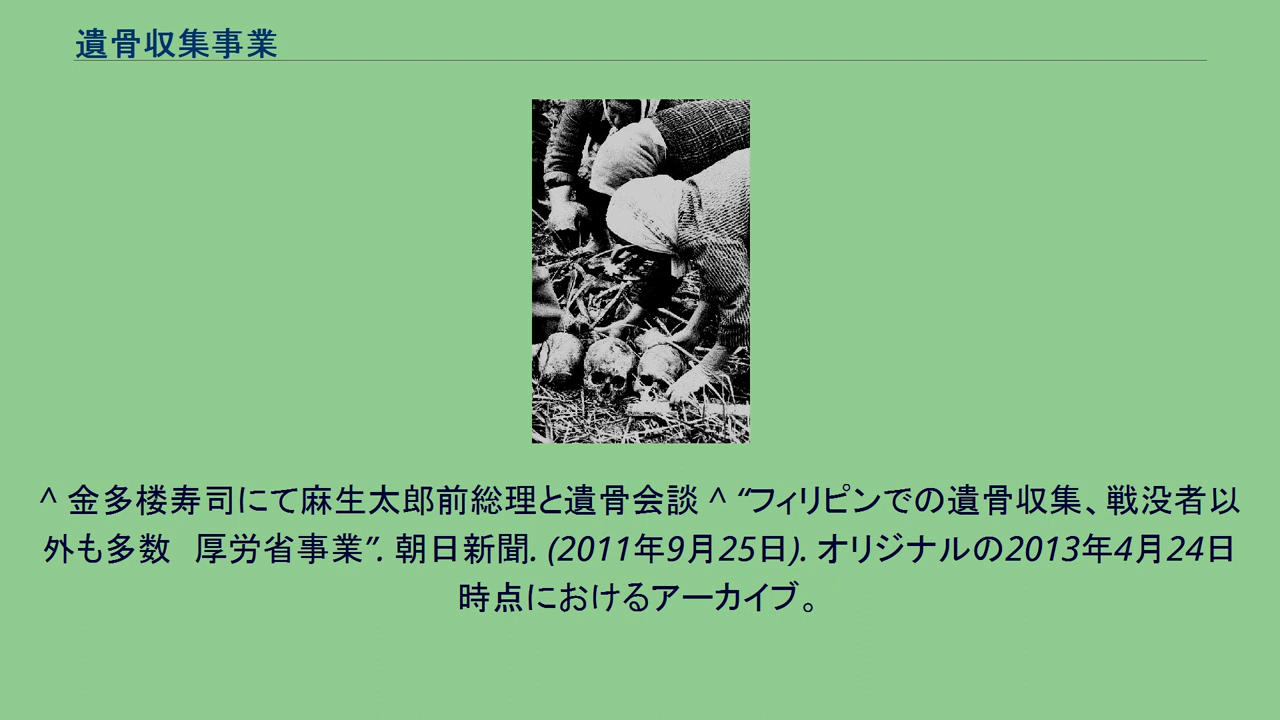 遺骨収集事業
^ 金多楼寿司にて麻生太郎前総理と遺骨会談 ^ “フィリピンでの遺骨収集、戦没者以
外も多数　厚労省事業”. 朝日新聞. (2011年9月25日). オリジナルの2013年4月24日
時点におけるアーカイブ。